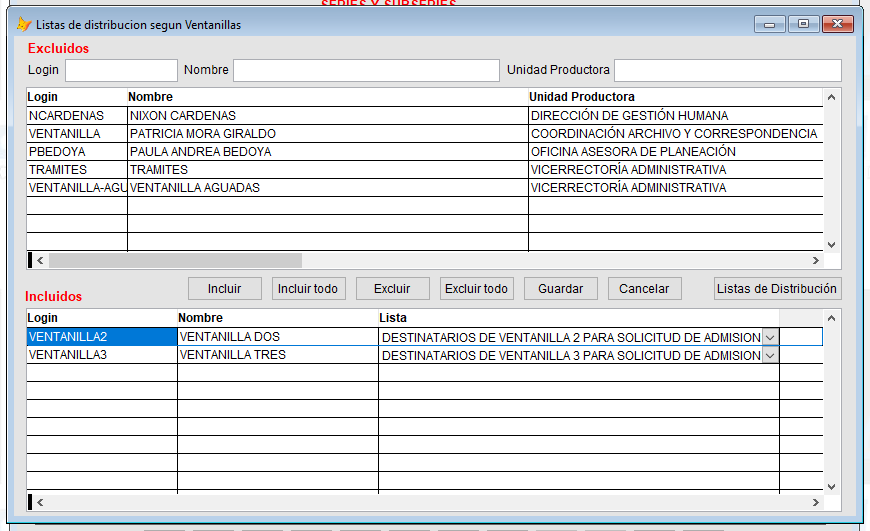 SERIES Y SUBSERIES
Listas de distribucion segun Ventanillas
Excluidos
Login Nombre Unidad Productora
Login Nombre Unidad Productora
NCARDENAS NIXON CARDENAS DIRECCIÓN DE GESTIÓN HUMANA
VENTANILLA PATRICIA MORA GIRALDO COORDINACIÓN ARCHIVO Y CORRESPONDENCIA
PBEDOYA PAULA ANDREA BEDOYA OFICINA ASESORA DE PLANEACIÓN
TRAMITES TRAMITES VICERRECTORÍA ADMINISTRATIVA
VENTANILLA-AGU VENTANILLA AGUADAS VICERRECTORÍA ADMINISTRATIVA
Incluir Incluir todo Excluir Excluir todo Guardar Cancelar Listas de Distribución
Incluidos
Login Nombre Lista
VENTANILLA2 VENTANILLA DOS DESTINATARIOS DE VENTANILLA 2 PARA SOLICITUD DE ADMISION
VENTANILLA3 VENTANILLA TRES DESTINATARIOS DE VENTANILLA 3 PARA SOLICITUD DE ADMISION